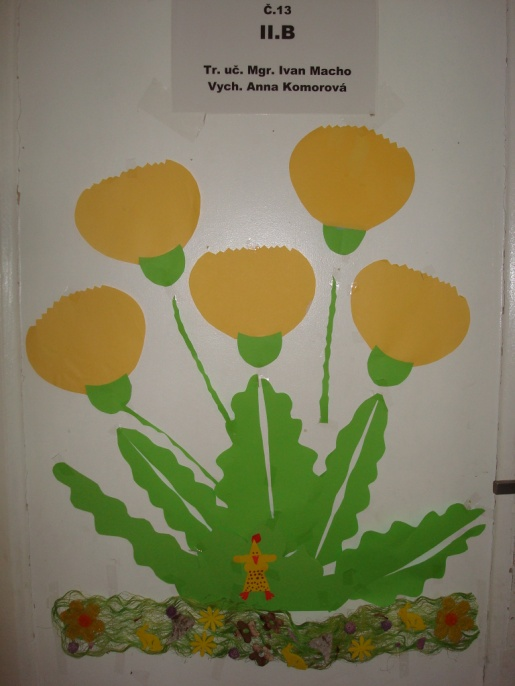 Č.13
II.B
Tr. uč. Mgr. Ivan Macho
Vych. Anna Komorová